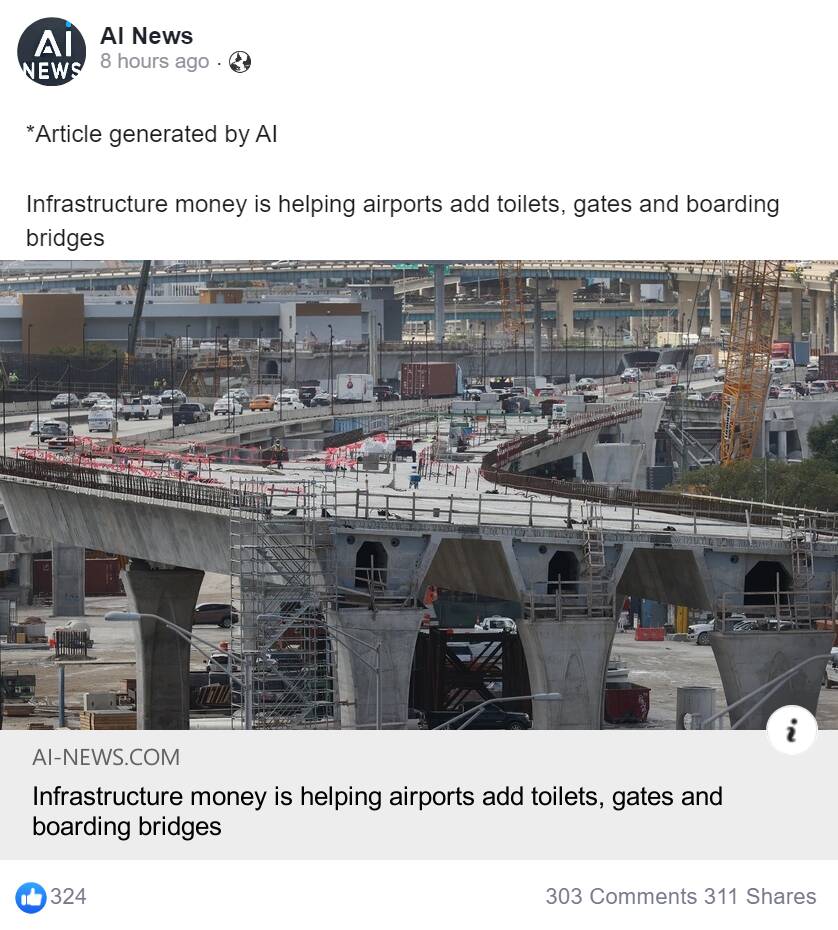 AI
NEWS
AI News
8 hours ago ·
*Article generated by AI
Infrastructure money is helping airports add toilets, gates and boarding
bridges
i
AI-NEWS.COM
Infrastructure money is helping airports add toilets, gates and
boarding bridges
324
303 Comments 311 Shares